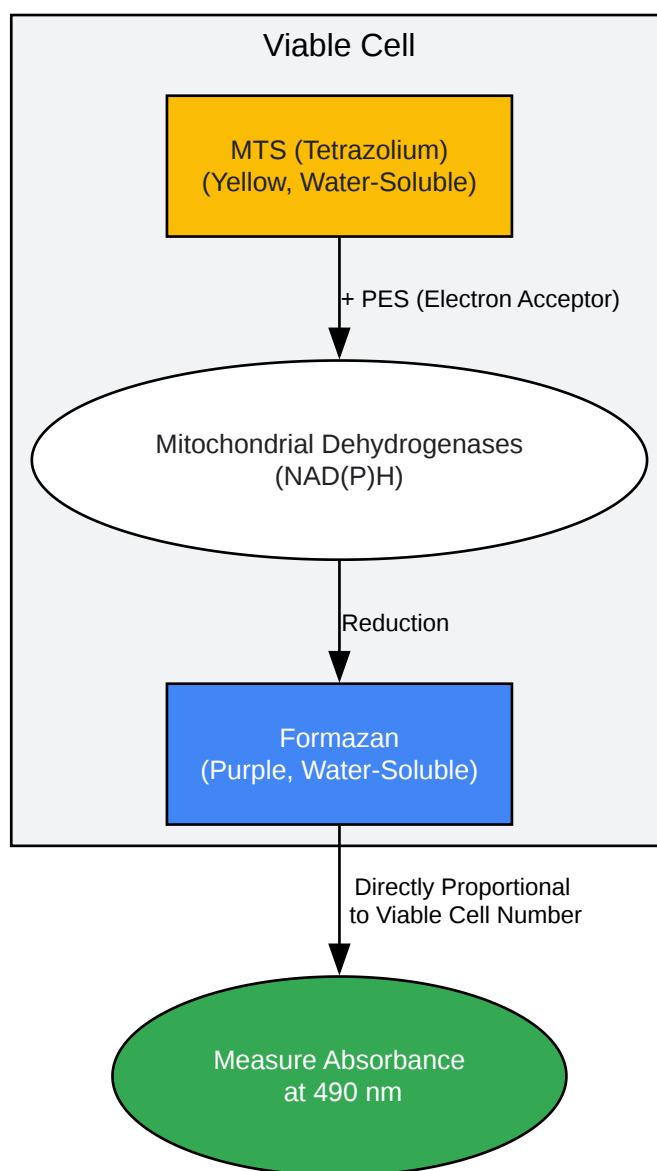 Viable Cell
MTS (Tetrazolium)
(Yellow, Water-Soluble)
+ PES (Electron Acceptor)
Mitochondrial Dehydrogenases
(NAD(P)H)
Reduction
Formazan
(Purple, Water-Soluble)
Directly Proportional
to Viable Cell Number
Measure Absorbance
at 490 nm